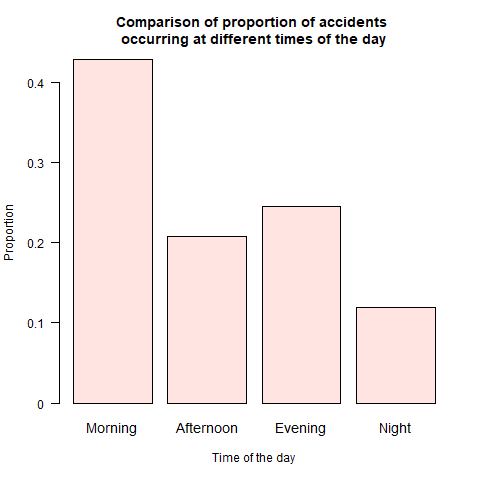 Comparison of proportion of accidents
occurring at different times of the day
0.4
0.3
0.2
0.1
0
Proportion
Morning Afternoon Evening Night
Time of the day